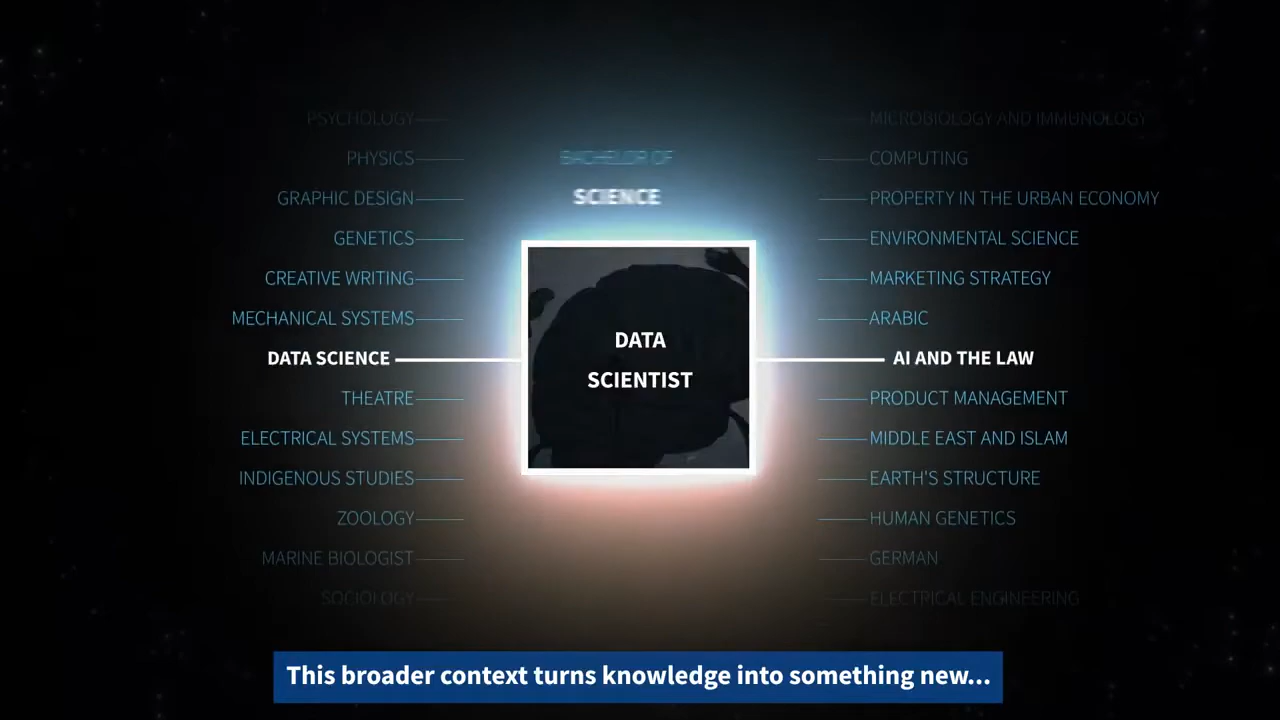 PSYCHOLOGY
PHYSICS
GRAPHIC DESIGN
GENETICS
CREATIVE WRITING
MECHANICAL SYSTEMS
DATA SCIENCE
THEATRE
ELECTRICAL SYSTEMS
INDIGENOUS STUDIES
ZOOLOGY
MARINE BIOLOGIST
SOCIOLOGY
BACHELOR OF
SCIENCE
DATA
SCIENTIST
MICROBIOLOGY AND IMMUNOLOGY
COMPUTING
PROPERTY IN THE URBAN ECONOMY
ENVIRONMENTAL SCIENCE
MARKETING STRATEGY
ARABIC
AI AND THE LAW
PRODUCT MANAGEMENT
MIDDLE EAST AND ISLAM
EARTH'S STRUCTURE
HUMAN GENETICS
GERMAN
ELECTRICAL ENGINEERING
This broader context turns knowledge into something new...